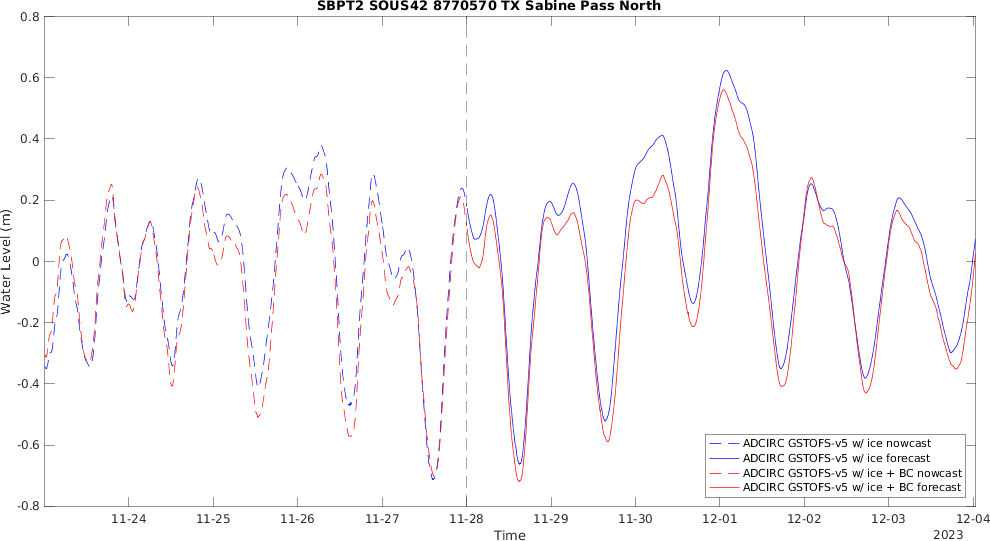 SBPT2 SOUS42 8770570 TX Sabine Pass North
Water Level (m)
0.8
0.6
0.4
0.2
0
-0.2
-0.4
-0.6
-0.8
ADCIRC GSTOFS-v5 w/ ice nowcast
ADCIRC GSTOFS-v5 w/ ice forecast
ADCIRC GSTOFS-v5 w/ ice + BC nowcast
ADCIRC GSTOFS-v5 w/ ice + BC forecast
11-24 11-25 11-26 11-27 11-28 11-29 11-30 12-01 12-02 12-03 12-04
Time
2023